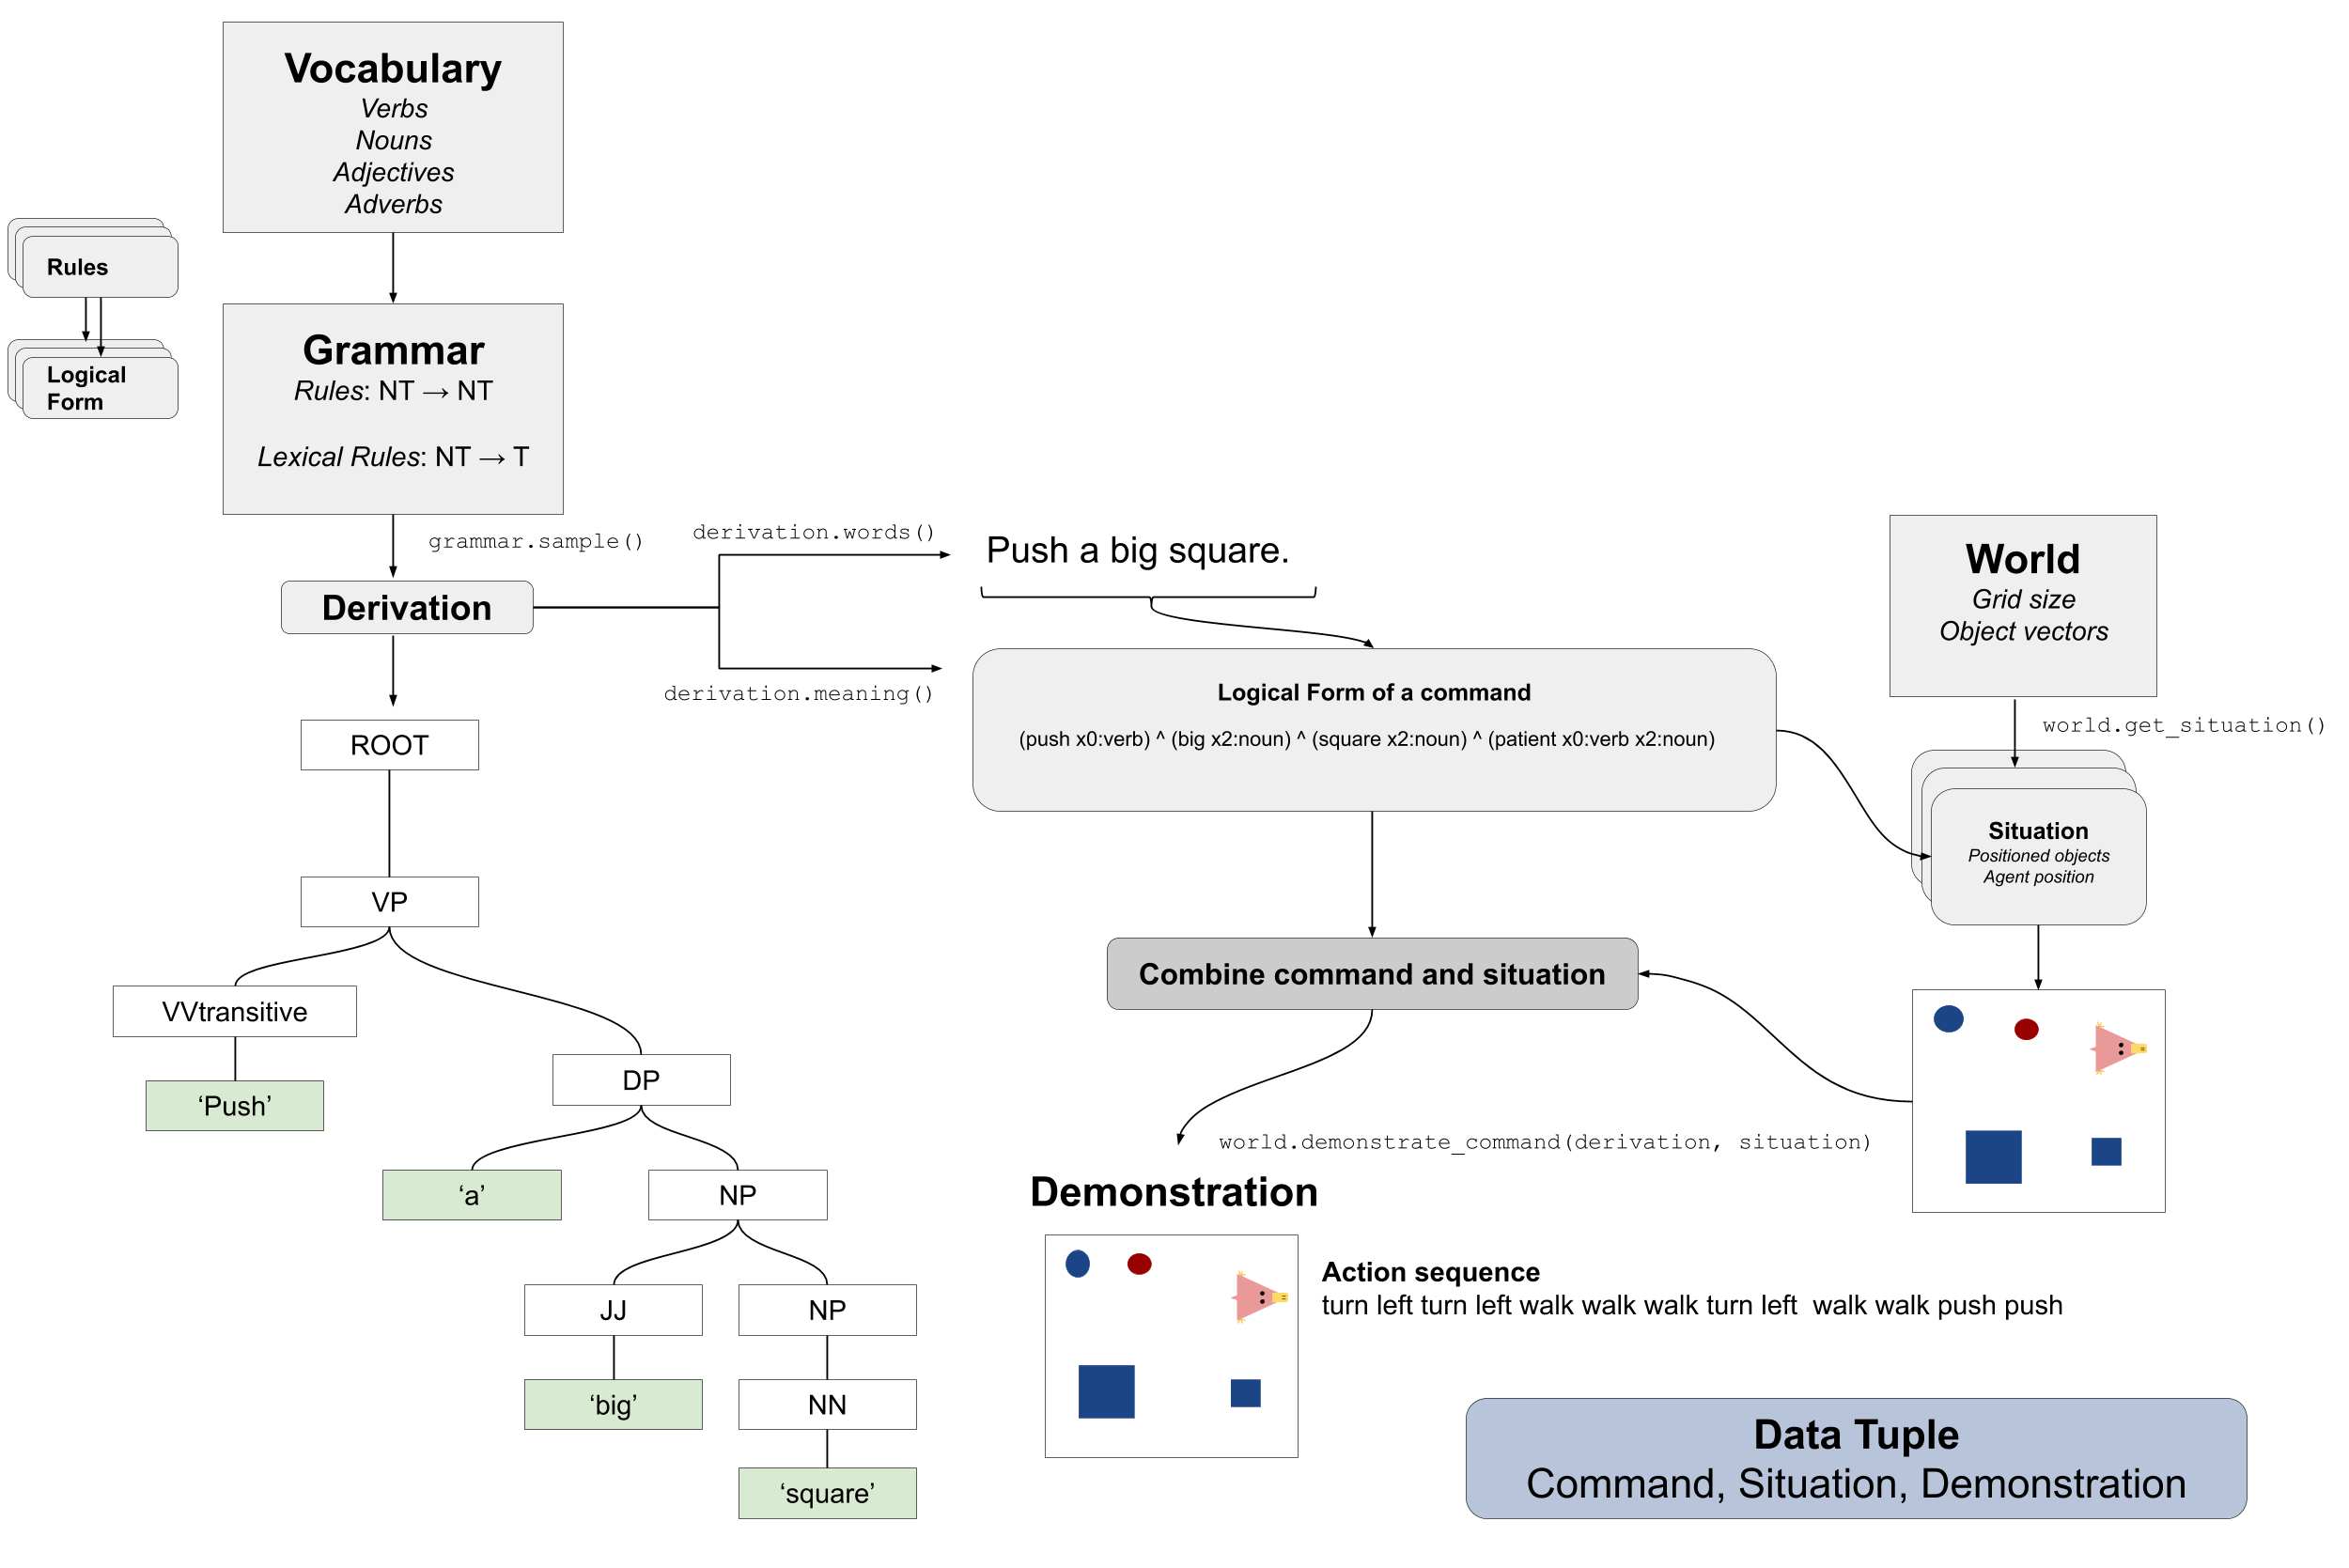 Vocabulary
Verbs
Nouns
Adjectives
Adverbs
Rules
Logical
Form
Grammar
Rules: NT → NT
Lexical Rules: NT → T
grammar.sample()
Derivation
derivation.words()
derivation.meaning()
Push a big square.
Logical Form of a command
(push x0:verb) ^ (big x2:noun) ^ (square x2:noun) ^ (patient x0:verb x2:noun)
World
Grid size
Object vectors
world.get_situation()
Situation
Positioned objects
Agent position
Combine command and situation
world.demonstrate_command(derivation, situation)
ROOT
VP
VVtransitive
‘Push’
DP
‘a’
NP
JJ
NP
‘big’
NN
‘square’
Demonstration
Action sequence
turn left turn left walk walk walk turn left  walk walk push push
Data Tuple
Command, Situation, Demonstration